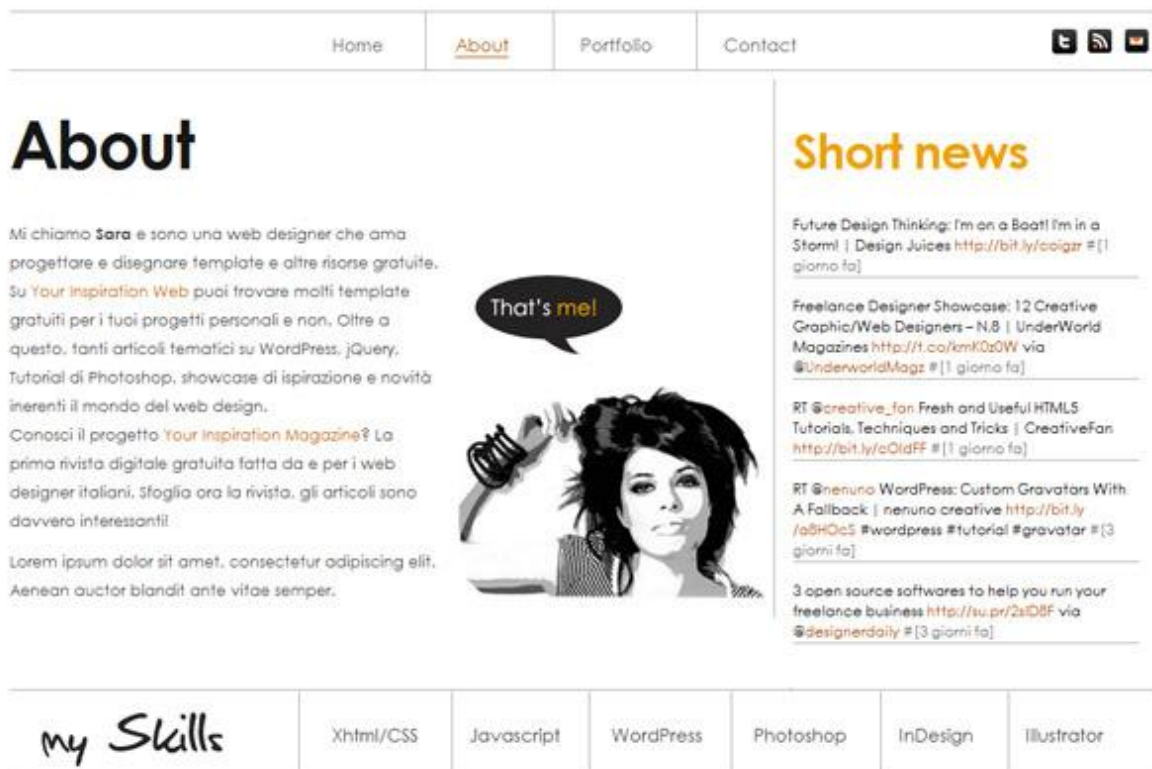 Home About Portfolio Contact
About
Mi chiamo Sara e sono una web designer che ama
progettare e disegnare template e altre risorse gratuite.
Su Your Inspiration Web puoi trovare molti template
gratuiti per i tuoi progetti personali e non. Oltre a
questo, tanti articoli tematici su WordPress, jQuery,
Tutorial di Photoshop, showcase di ispirazione e novità
inerenti il mondo del web design.
Conosci il progetto Your Inspiration Magazine? La
prima rivista digitale gratuita fatta da e per i web
designer italiani. Sfoglia ora la rivista, gli articoli sono
davvero interessanti!
Lorem ipsum dolor sit amet, consectetur adipiscing elit.
Aenean auctor blandit ante vitae semper.
That's me!
Short news
Future Design Thinking: I'm on a Boat! I'm in a
Storm! | Design Juices http://bit.ly/coigzr #[1
giorno fa]
Freelance Designer Showcase: 12 Creative
Graphic/Web Designers – N.8 | UnderWorld
Magazines http://t.co/kmK0z0W via
@UnderworldMagz #[1 giorno fa]
RT @creative_fan Fresh and Useful HTML5
Tutorials, Techniques and Tricks | CreativeFan
http://bit.ly/cOldFF #[1 giorno fa]
RT @nenuno WordPress: Custom Gravatars With
A Fallback | nenuno creative http://bit.ly
/a8HOcS #wordpress #tutorial #gravatar #[3
giorni fa]
3 open source softwares to help you run your
freelance business http://su.pr/2slD8F via
@designerdaily #[3 giorni fa]
my Skills
Xhtml/CSS Javascript WordPress Photoshop InDesign Illustrator